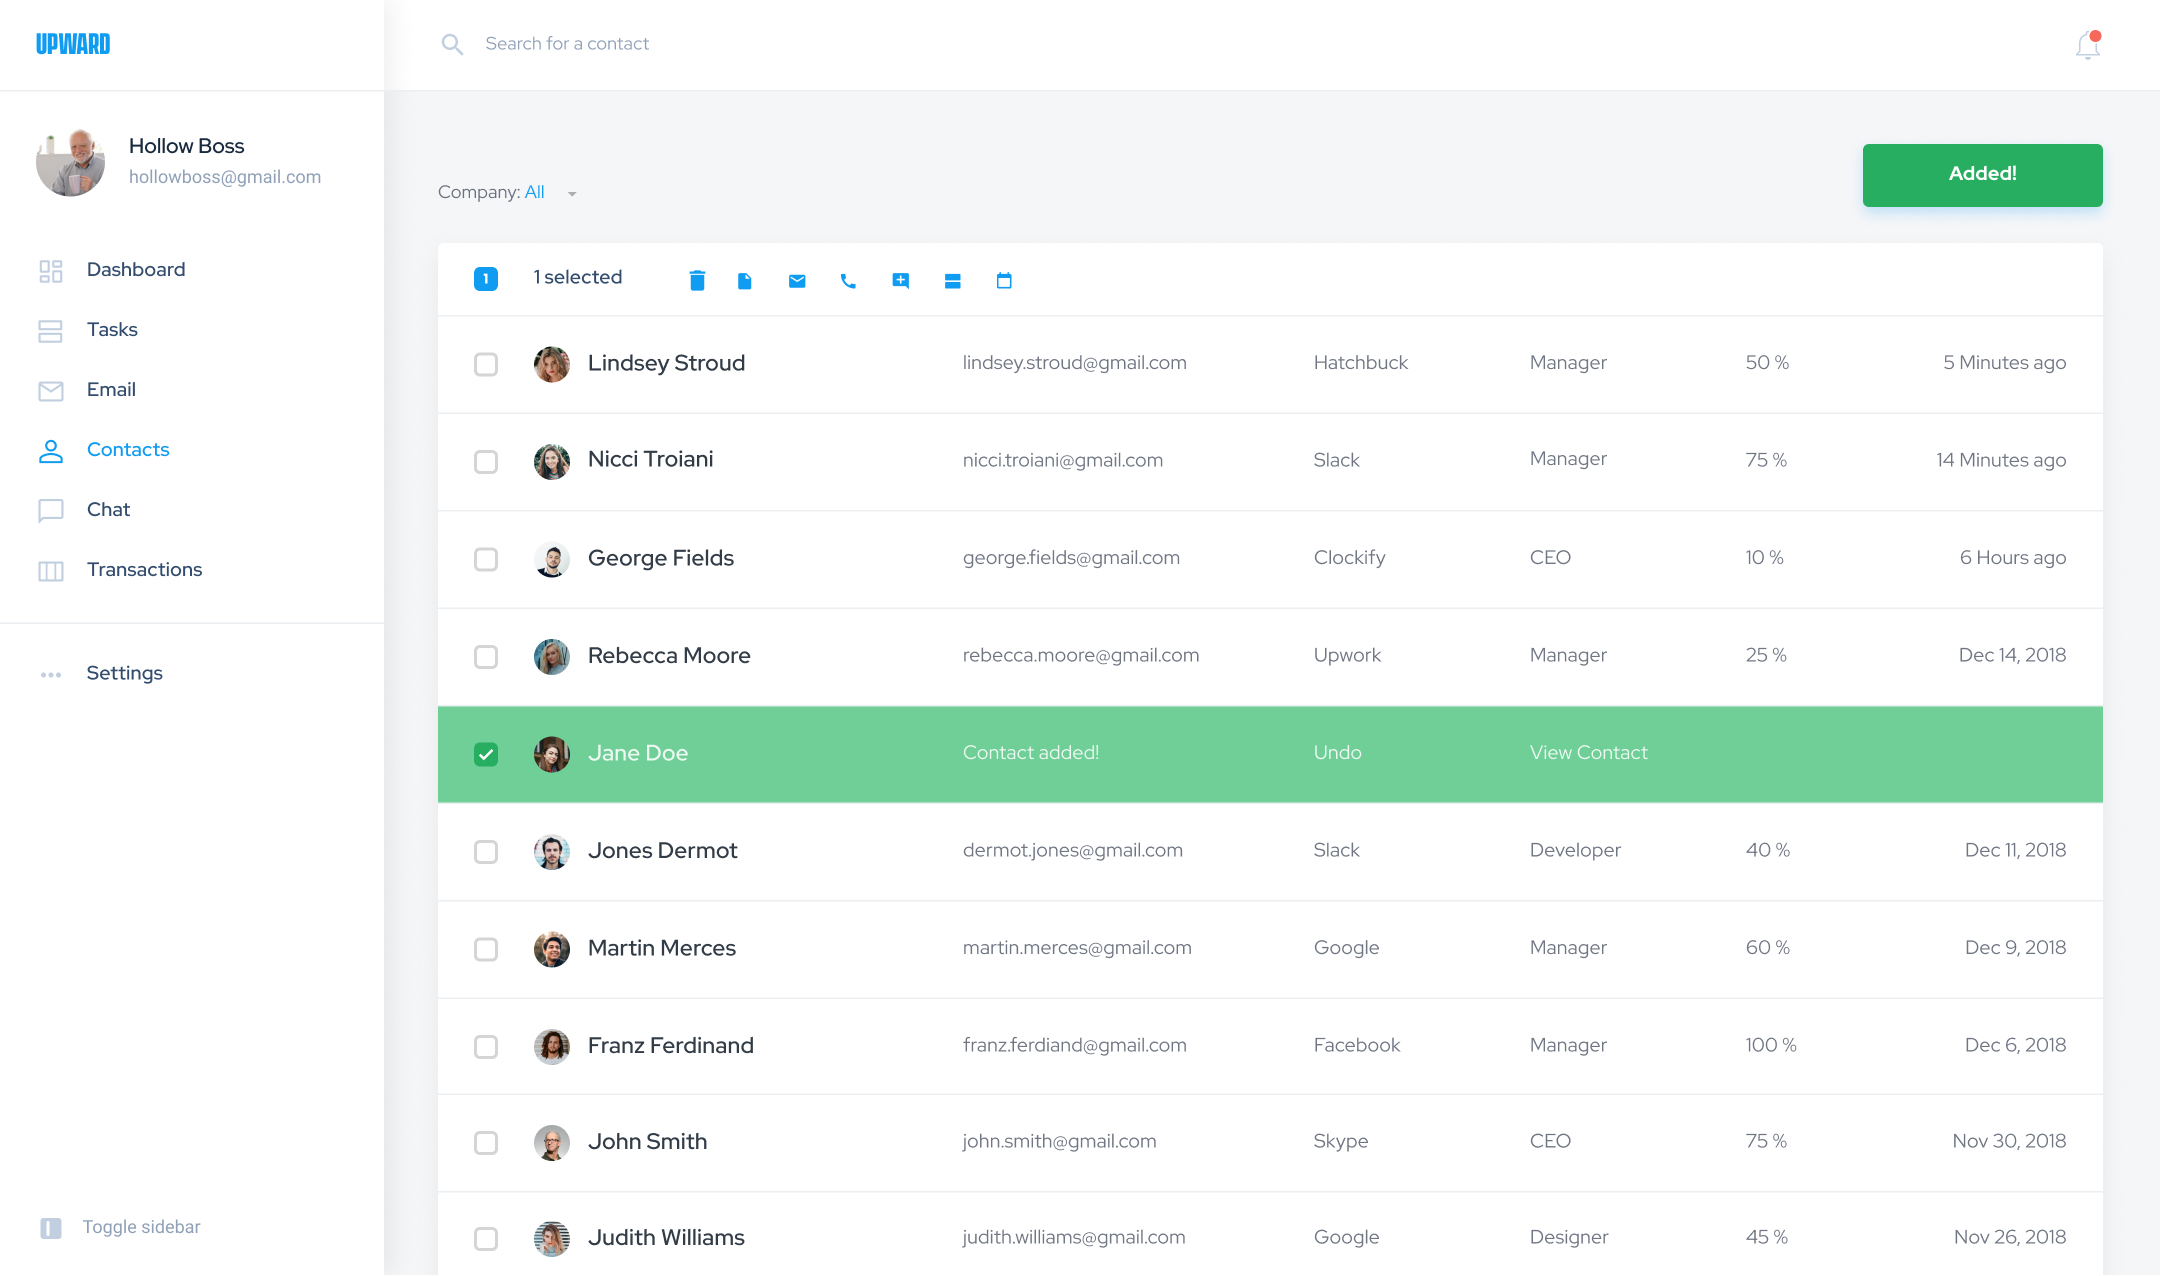 UPWARD
Search for a contact
Hollow Boss
hollowboss@gmail.com
Dashboard
Tasks
Email
Contacts
Chat
Transactions
Settings
Toggle sidebar
Company: All
Added!
1 1 selected
Lindsey Stroud lindsey.stroud@gmail.com Hatchbuck Manager 50 % 5 Minutes ago
Nicci Troiani nicci.troiani@gmail.com Slack Manager 75 % 14 Minutes ago
George Fields george.fields@gmail.com Clockify CEO 10 % 6 Hours ago
Rebecca Moore rebecca.moore@gmail.com Upwork Manager 25 % Dec 14, 2018
Jane Doe Contact added! Undo View Contact
Jones Dermot dermot.jones@gmail.com Slack Developer 40 % Dec 11, 2018
Martin Merces martin.merces@gmail.com Google Manager 60 % Dec 9, 2018
Franz Ferdinand franz.ferdiand@gmail.com Facebook Manager 100 % Dec 6, 2018
John Smith john.smith@gmail.com Skype CEO 75 % Nov 30, 2018
Judith Williams judith.williams@gmail.com Google Designer 45 % Nov 26, 2018